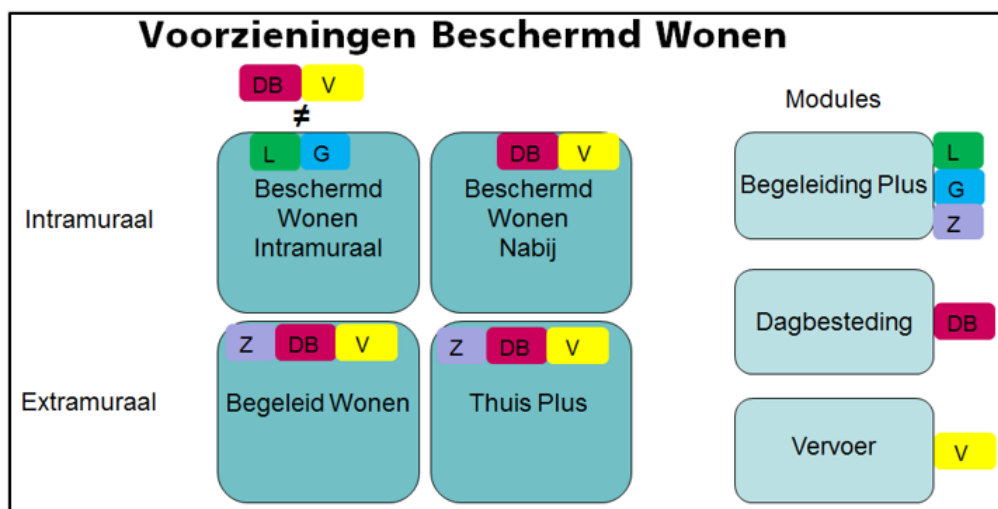 Voorzieningen Beschermd Wonen
DB V
≠
Modules
L G
Beschermd
Wonen
Intramuraal
DB V
Beschermd
Wonen
Nabij
Intramuraal
Begeleiding Plus
L
G
Z
Dagbesteding
DB
Z DB V
Begeleid Wonen
Z DB V
Thuis Plus
Extramuraal
Vervoer
V